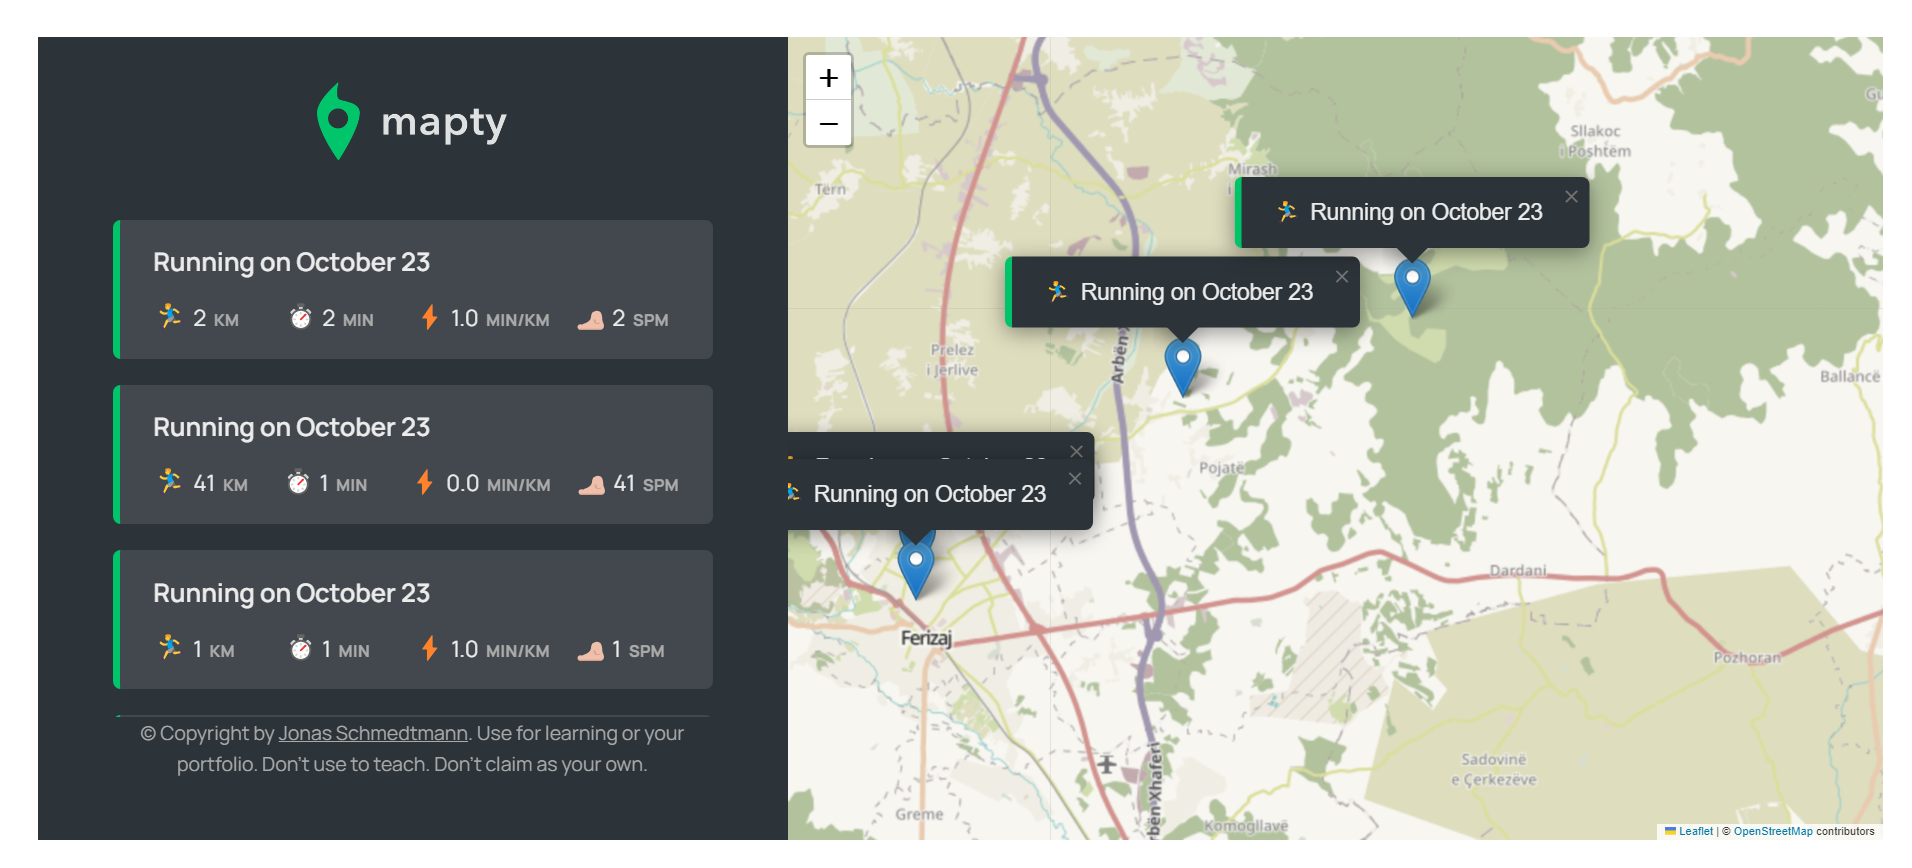 mapty
Running on October 23
2 KM 2 MIN 1.0 MIN/KM 2 SPM
Running on October 23
41 KM 1 MIN 0.0 MIN/KM 41 SPM
Running on October 23
1 KM 1 MIN 1.0 MIN/KM 1 SPM
© Copyright by Jonas Schmedtmann. Use for learning or your
portfolio. Don't use to teach. Don't claim as your own.
+
−
Sllakoc
i Poshtëm
Mirash
i
Tërn
Running on October 23
Running on October 23
Prelez
i Jerlive
Arbën
Ballancë
Pojatë
Running on October 23
Dardani
Ferizaj
Pozhoran
Sadovinë
e Çerkezëve
Greme
Komogllavë
rbën Xhaferi
Leaflet | © OpenStreetMap contributors